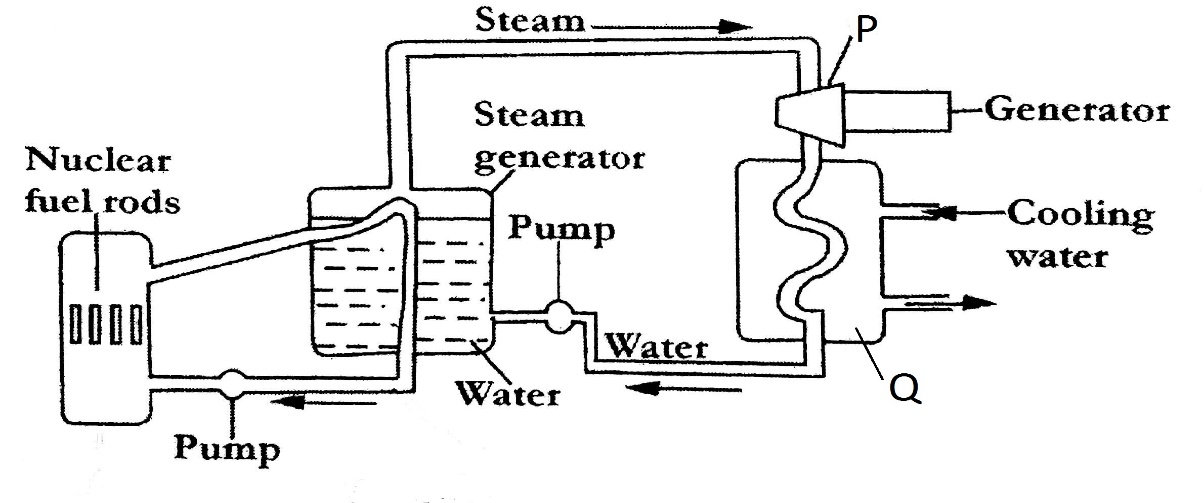 Steam
P
Generator
Steam
generator
Nuclear
fuel rods
Pump
Cooling
water
Water
Water
Q
Pump